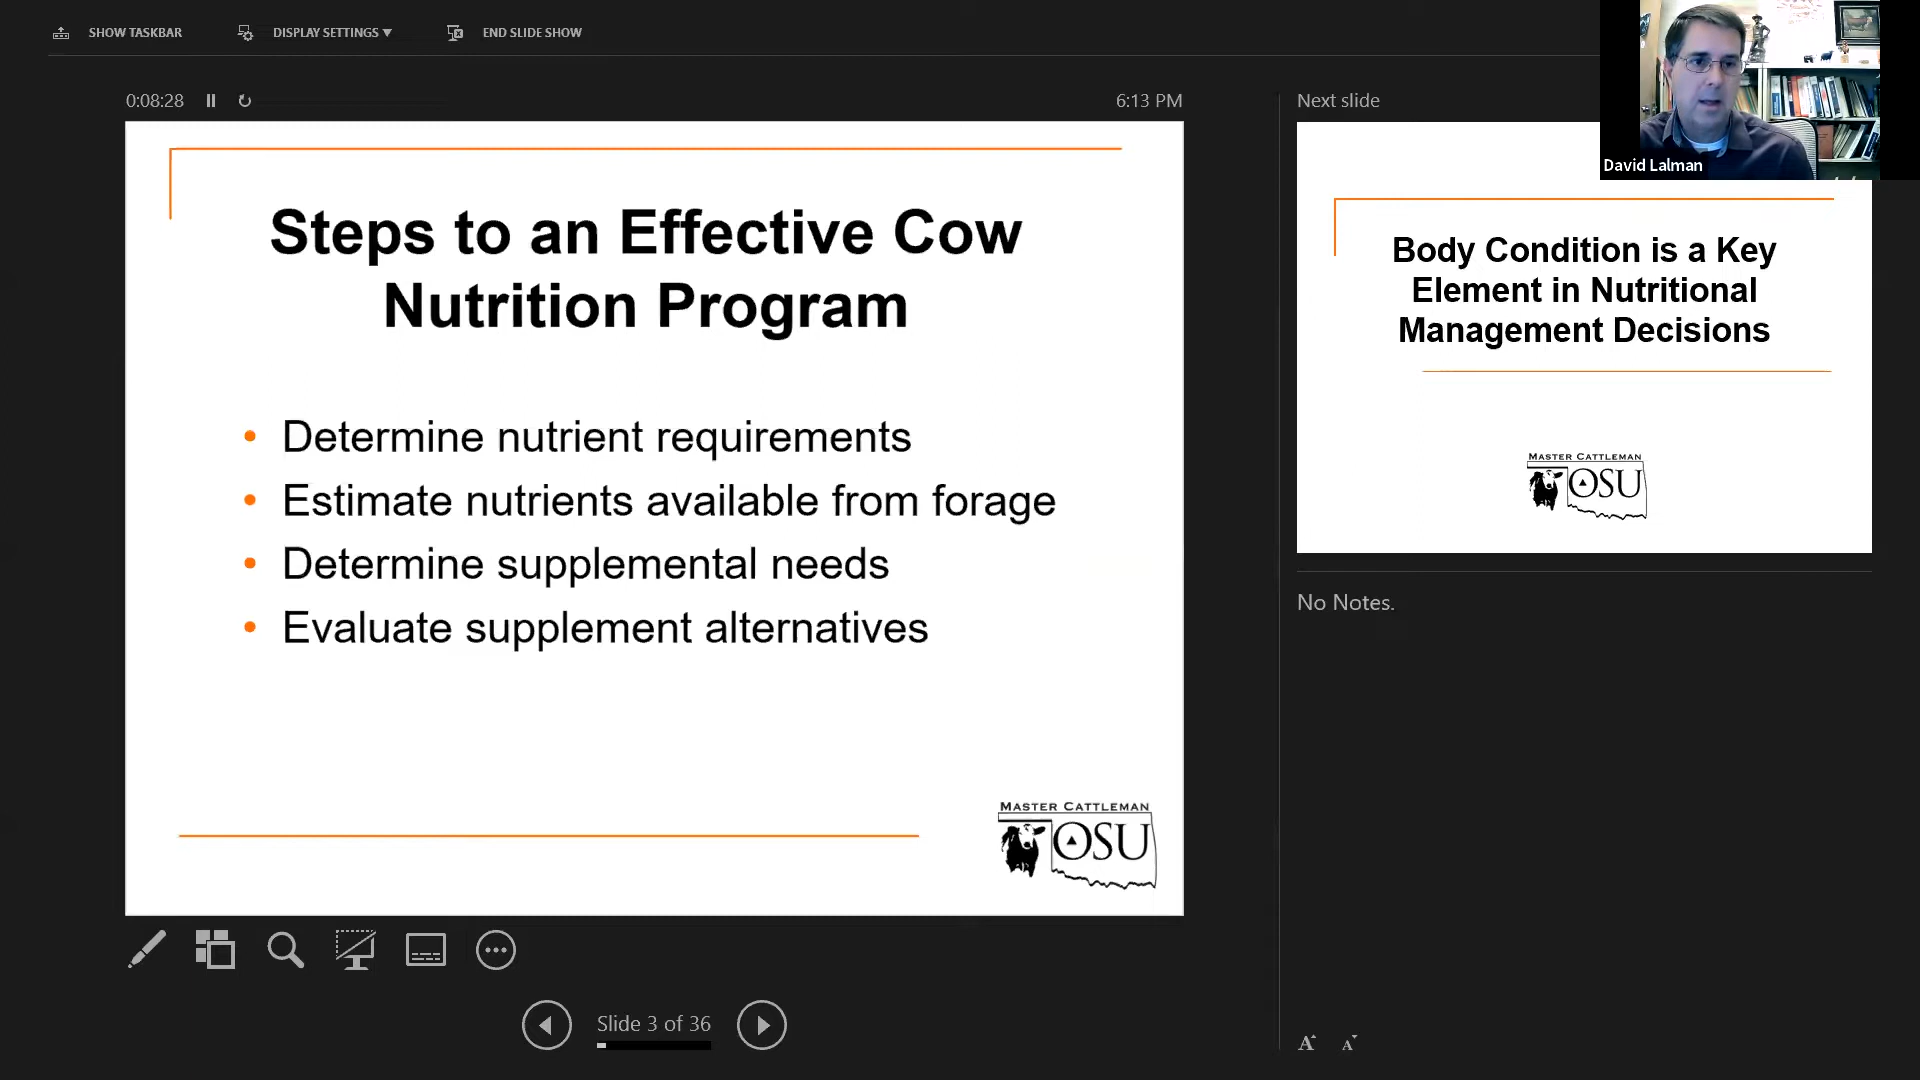 SHOW TASKBAR
DISPLAY SETTINGS ▾
END SLIDE SHOW
0:08:28
6:13 PM
Steps to an Effective Cow
Nutrition Program
• Determine nutrient requirements
• Estimate nutrients available from forage
• Determine supplemental needs
• Evaluate supplement alternatives
MASTER CATTLEMAN
OSU
Slide 3 of 36
Next slide
David Lalman
Body Condition is a Key
Element in Nutritional
Management Decisions
MASTER CATTLEMAN
OSU
No Notes.
A A